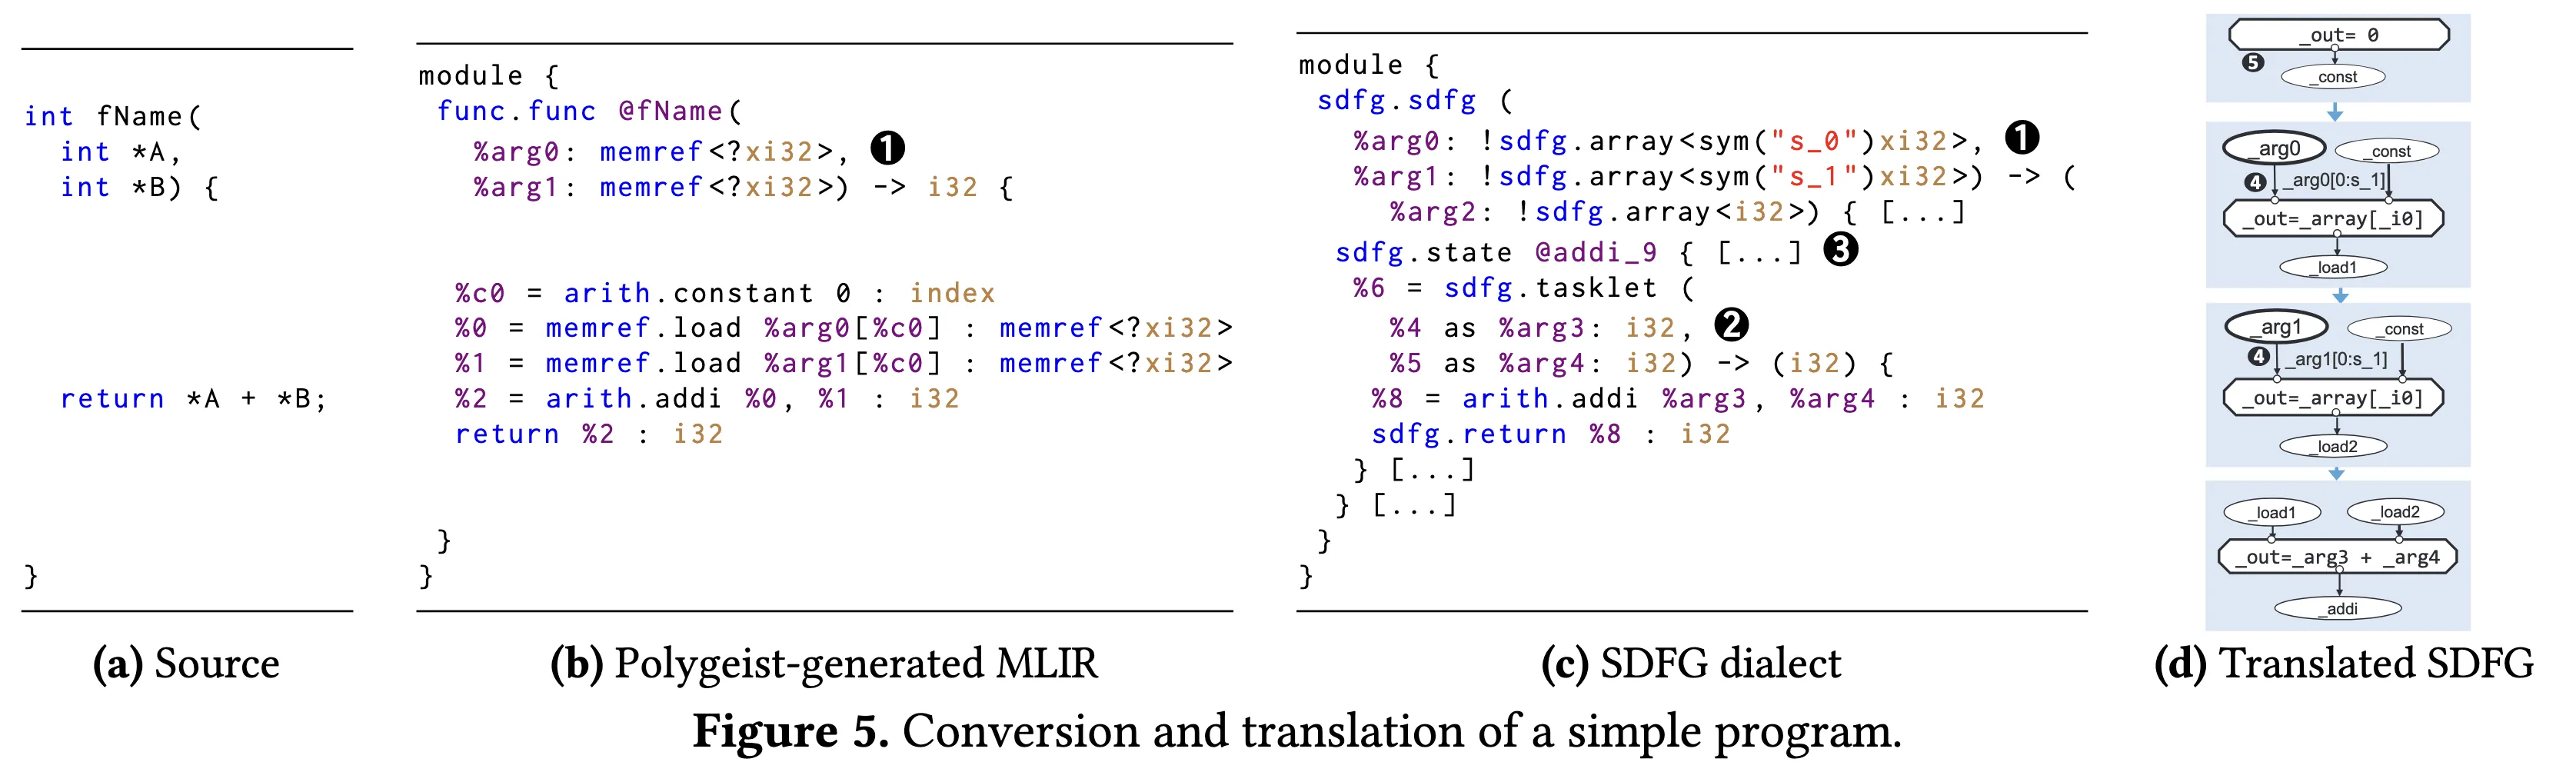 int fName(
int *A,
int *B) {
return *A + *B;
}
(a) Source
module {
func.func @fName(
%arg0: memref<?xi32>, ❶
%arg1: memref<?xi32>) -> i32 {
%c0 = arith.constant 0 : index
%0 = memref.load %arg0[%c0] : memref<?xi32>
%1 = memref.load %arg1[%c0] : memref<?xi32>
%2 = arith.addi %0, %1 : i32
return %2 : i32
}
}
(b) Polygeist-generated MLIR
module {
sdfg.sdfg (
%arg0: !sdfg.array<sym("s_0")xi32>, ❶
%arg1: !sdfg.array<sym("s_1")xi32>) -> (
%arg2: !sdfg.array<i32>) { [...]
sdfg.state @addi_9 { [...] ❸
%6 = sdfg.tasklet (
%4 as %arg3: i32, ❷
%5 as %arg4: i32) -> (i32) {
%8 = arith.addi %arg3, %arg4 : i32
sdfg.return %8 : i32
} [...]
} [...]
}
}
(c) SDFG dialect
_out= 0
❺
_const
_arg0 _const
❹ _arg0[0:s_1]
_out=_array[_i0]
_load1
_arg1 _const
❹ _arg1[0:s_1]
_out=_array[_i0]
_load2
_load1 _load2
_out=_arg3 + _arg4
_addi
(d) Translated SDFG
Figure 5. Conversion and translation of a simple program.